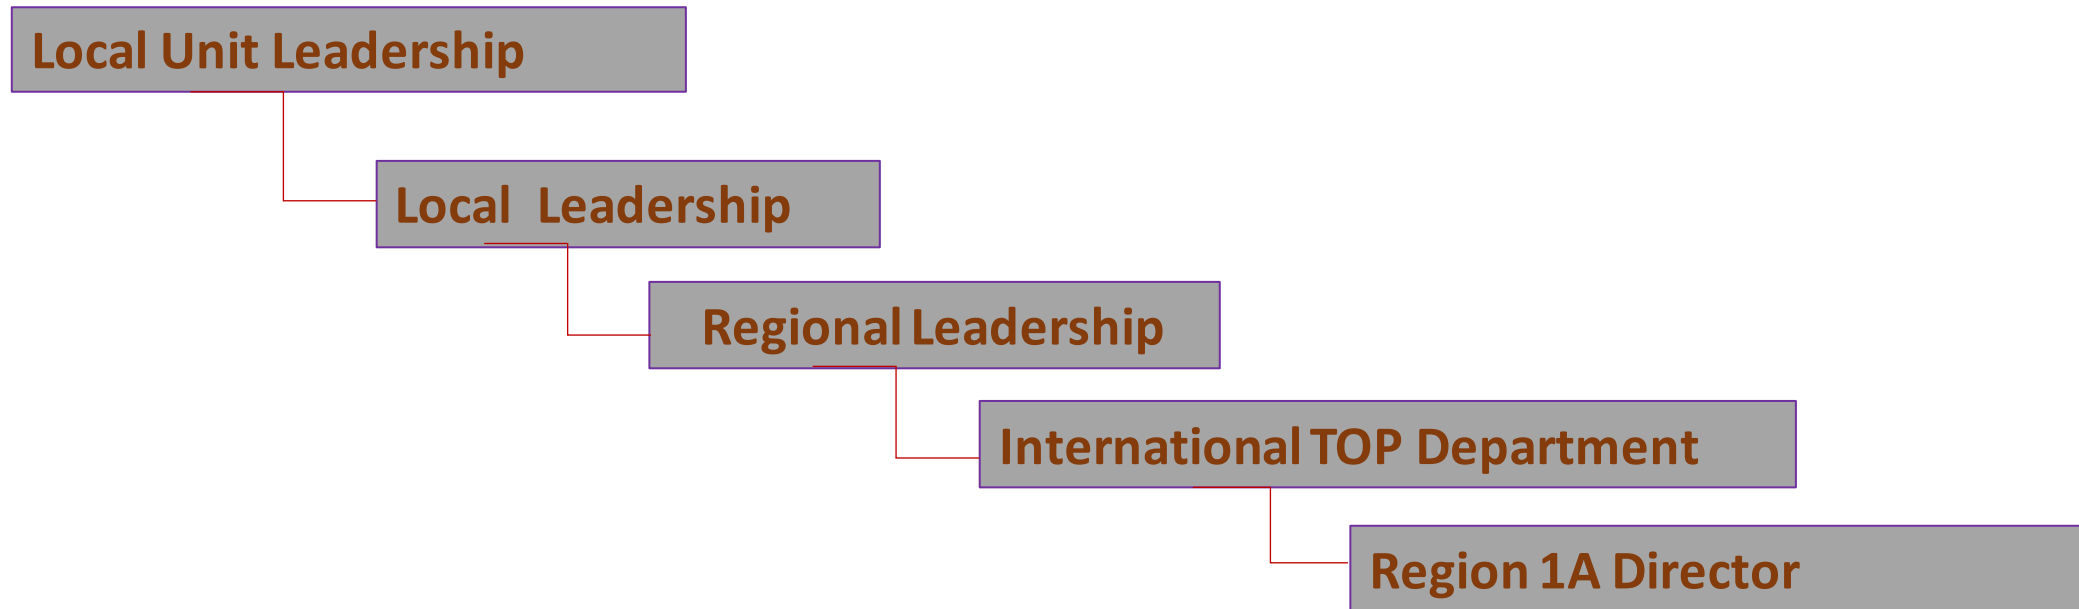 Local Unit Leadership
Local Leadership
Regional Leadership
International TOP Department
Region 1A Director